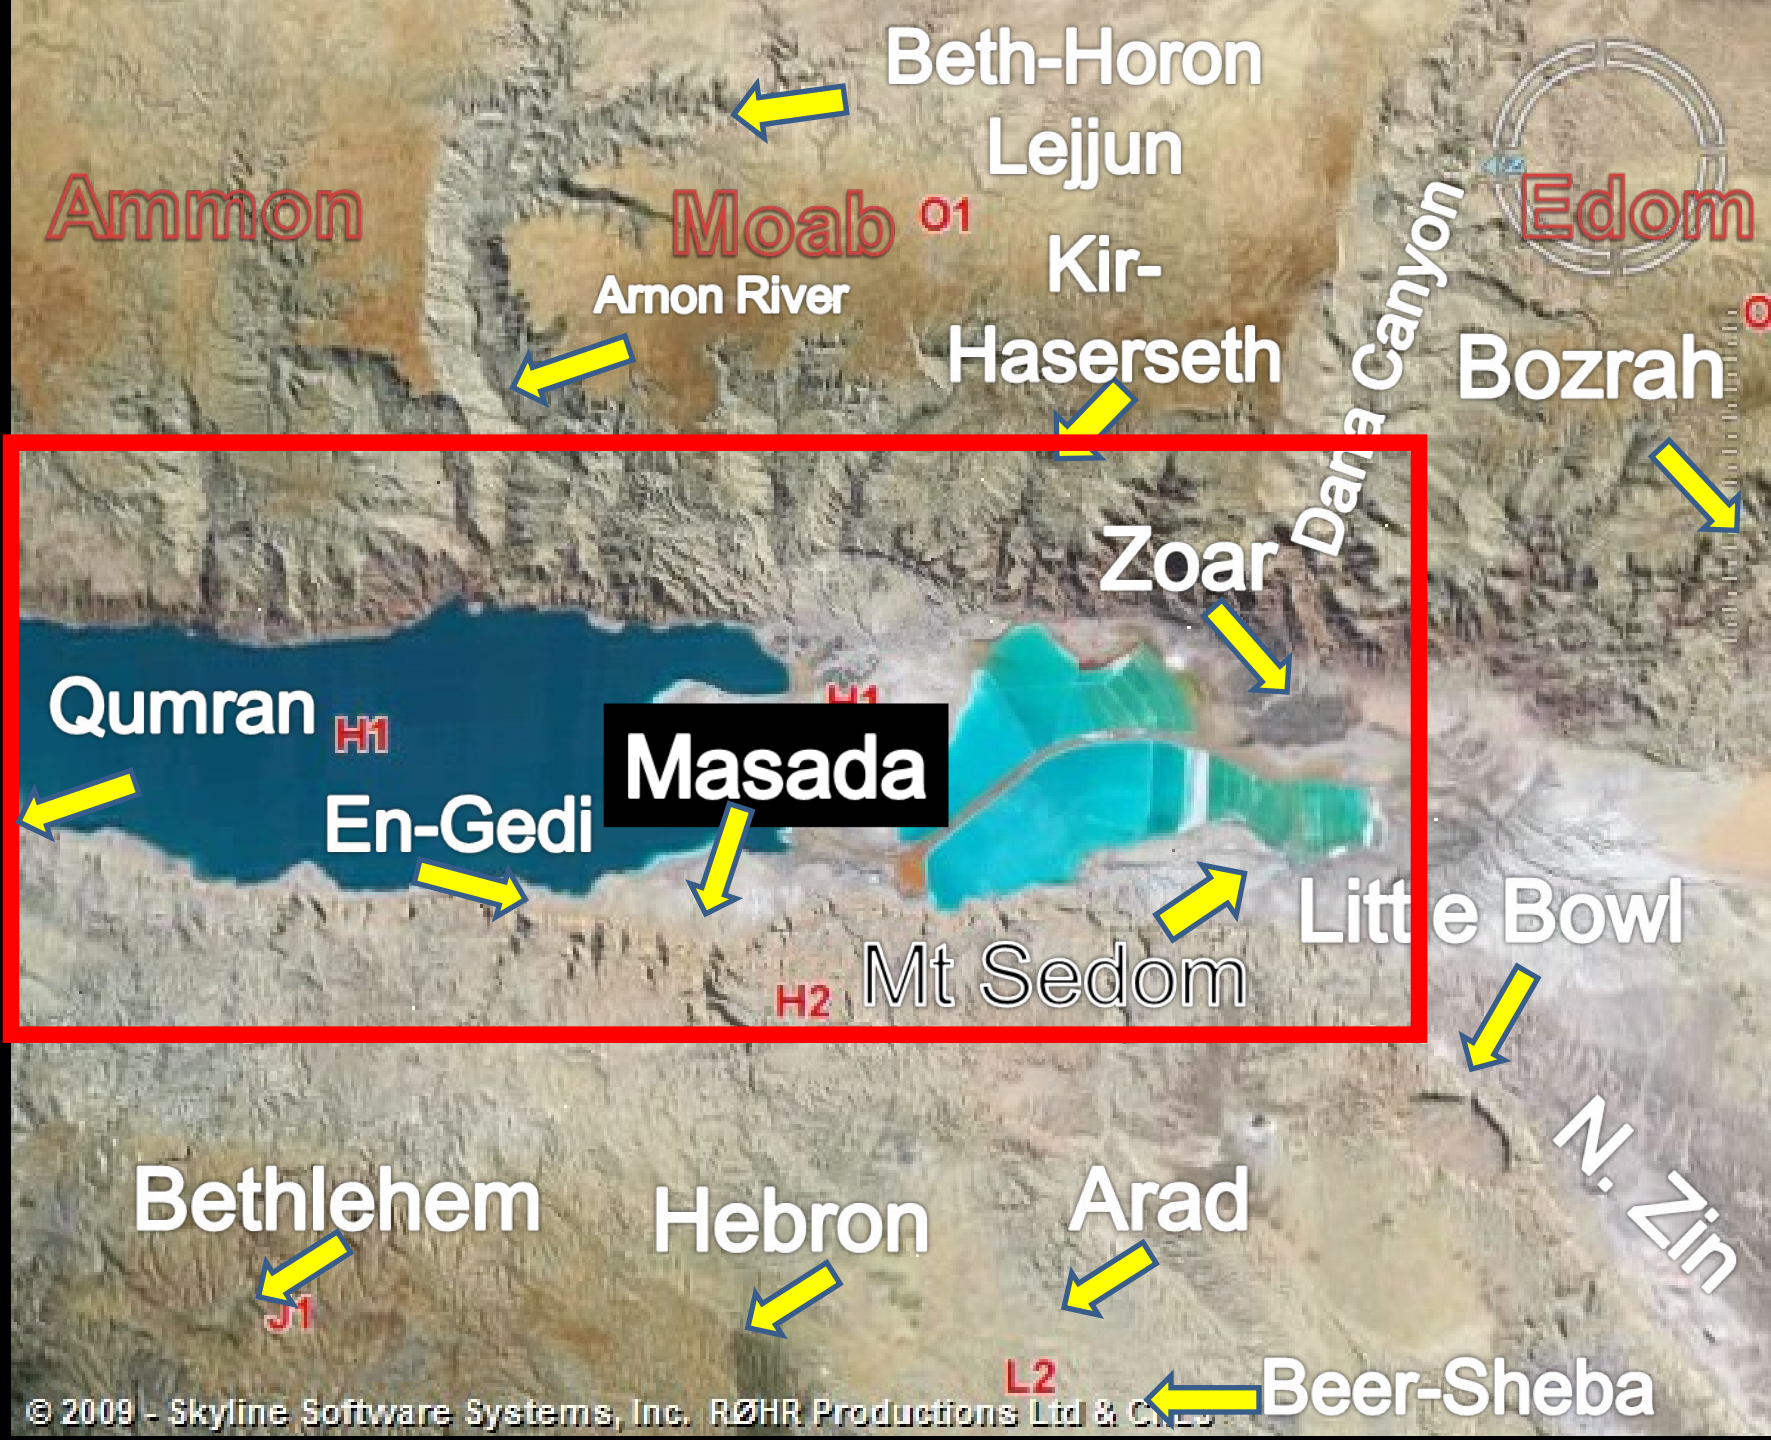 Beth-Horon
Lejjun
Ammon
Moab
O1
Edom
Kir-
Haserseth
Arnon River
Dana Canyon
Bozrah
Zoar
Qumran
H1
H1
Masada
En-Gedi
Little Bowl
Mt Sedom
H2
N. Zin
Bethlehem
Hebron
Arad
J1
L2
Beer-Sheba
© 2009 - Skyline Software Systems, Inc. RØHR Productions Ltd &